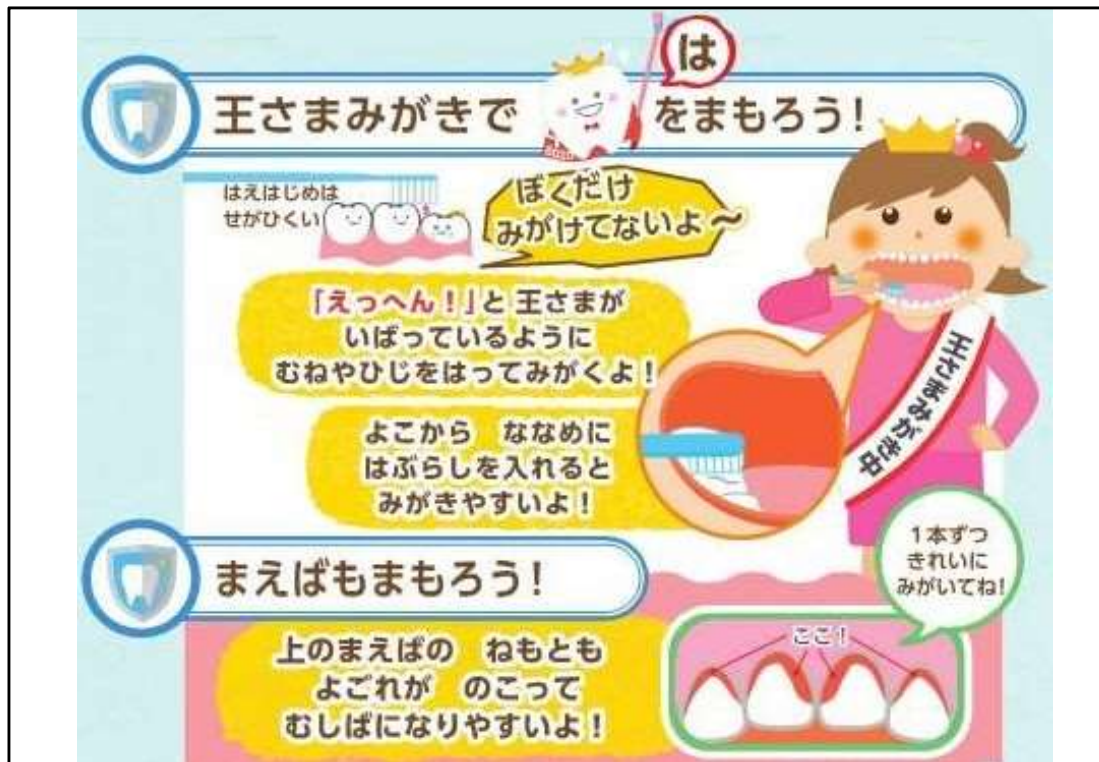 王さまみがきで は をまもろう!
はえはじめは
せがひくい
ぼくだけ
みがけてないよ〜
「えっへん!」と王さまが
いばっているように
むねやひじをはってみがくよ!
よこから ななめに
はぶらしを入れると
みがきやすいよ!
王さまみがき中
まえばもまもろう!
1本ずつ
きれいに
みがいてね!
上のまえばの ねもとも
よごれが のこって
むしばになりやすいよ!
ここ!